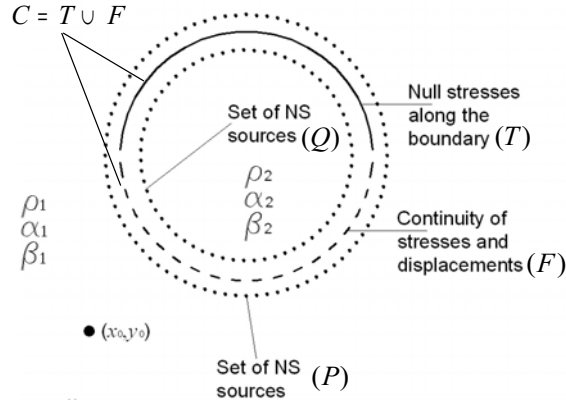 C = T ∪ F
Null stresses
along the
boundary (T)
Set of NS
sources (Q)
ρ₂
α₂
β₂
ρ₁
α₁
β₁
Continuity of
stresses and
displacements (F)
(x₀,y₀)
Set of NS
sources (P)